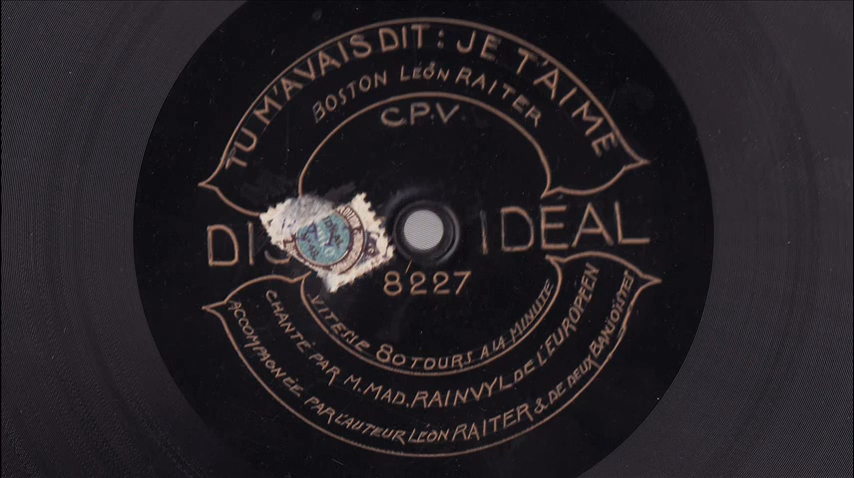 TU M'AVAIS DIT : JE T'AIME
BOSTON LÉON RAITER
C.P.V.
DIS IDÉAL
8227
VITESSE 80 TOURS A LA MINUTE
CHANTÉ PAR M. MAD. RAINVYL DE L'EUROPÉEN
ACCOMPAGNÉE PAR L'AUTEUR LÉON RAITER & DE DEUX BANJOISTES